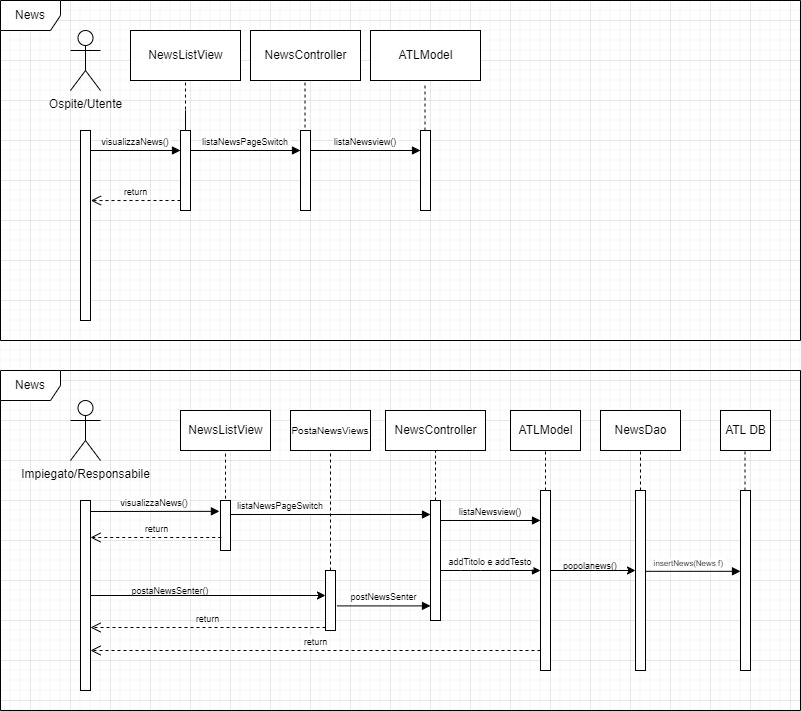 News
NewsListView
NewsController
ATLModel
Ospite/Utente
visualizzaNews()
listaNewsPageSwitch
listaNewsview()
return
News
NewsListView
PostaNewsViews
NewsController
ATLModel
NewsDao
ATL DB
Impiegato/Responsabile
visualizzaNews()
listaNewsPageSwitch
listaNewsview()
return
addTitolo e addTesto
popolanews()
insertNews(News f)
postaNewsSenter()
postNewsSenter
return
return